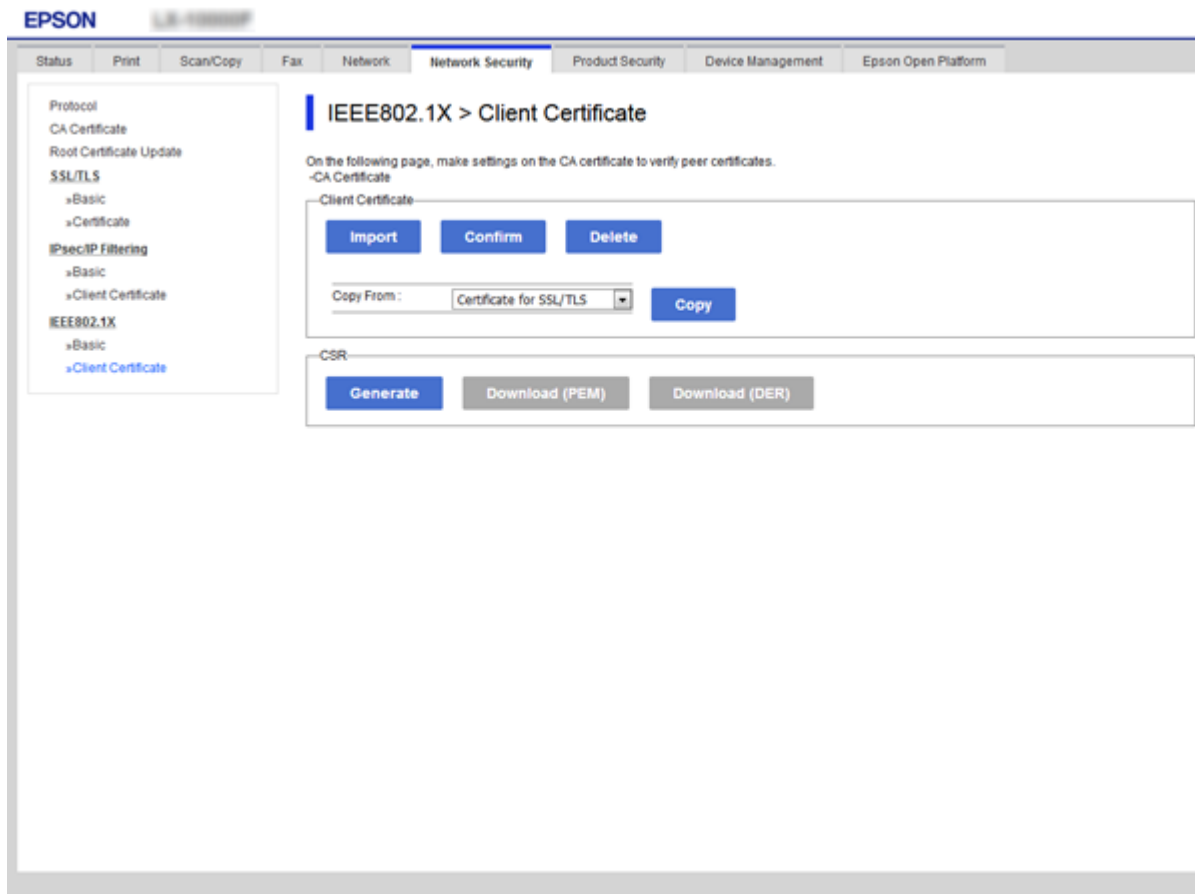 EPSON
Status Print Scan/Copy Fax Network Network Security Product Security Device Management Epson Open Platform
Protocol
CA Certificate
Root Certificate Update
SSL/TLS
»Basic
»Certificate
IPsec/IP Filtering
»Basic
»Client Certificate
IEEE802.1X
»Basic
»Client Certificate
IEEE802.1X > Client Certificate
On the following page, make settings on the CA certificate to verify peer certificates.
-CA Certificate
Client Certificate
Import Confirm Delete
Copy From : Certificate for SSL/TLS Copy
CSR
Generate Download (PEM) Download (DER)